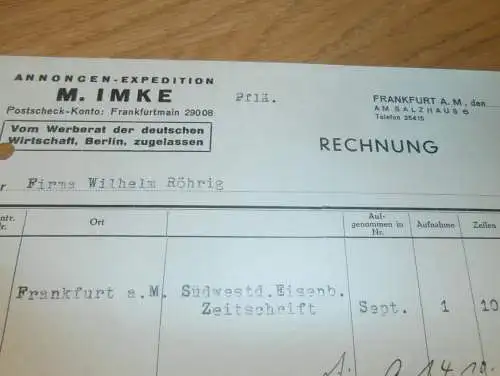 ANNONCEN-EXPEDITION
M. IMKE
Postscheck-Konto: Frankfurtmain 29008
Vom Werberat der deutschen
Wirtschaft, Berlin, zugelassen
Pflä.
FRANKFURT A. M., den
AM SALZHAUS 6
Telefon 25415
RECHNUNG
Firma Wilhelm Röhrig
Ort
Auf-
genommen in
Nr.
Aufnahme
Zeilen
Frankfurt a.M.
Südwestd.Eisenb.
Zeitschrift
Sept.
1
10